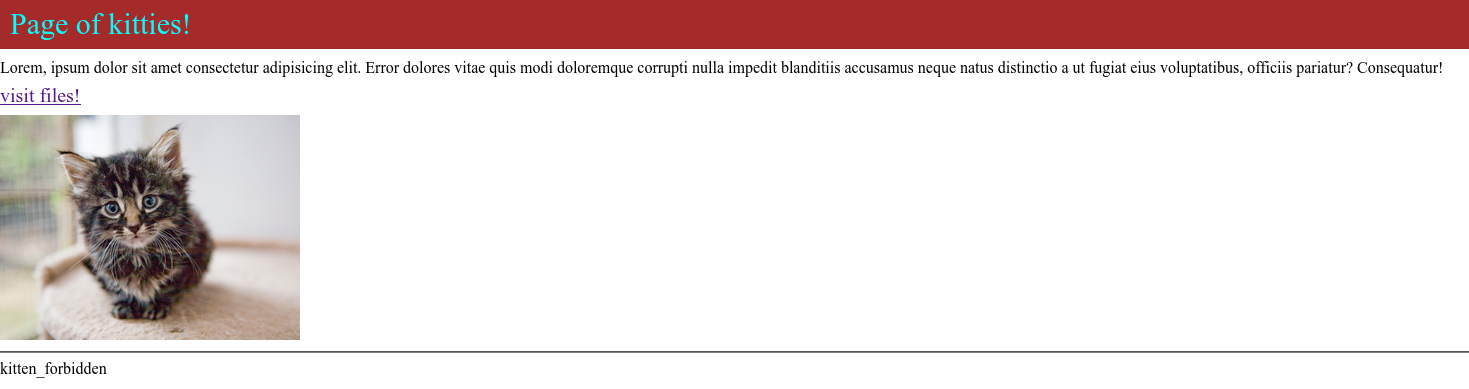 Page of kitties!
Lorem, ipsum dolor sit amet consectetur adipisicing elit. Error dolores vitae quis modi doloremque corrupti nulla impedit blanditiis accusamus neque natus distinctio a ut fugiat eius voluptatibus, officiis pariatur? Consequatur!
visit files!
kitten_forbidden